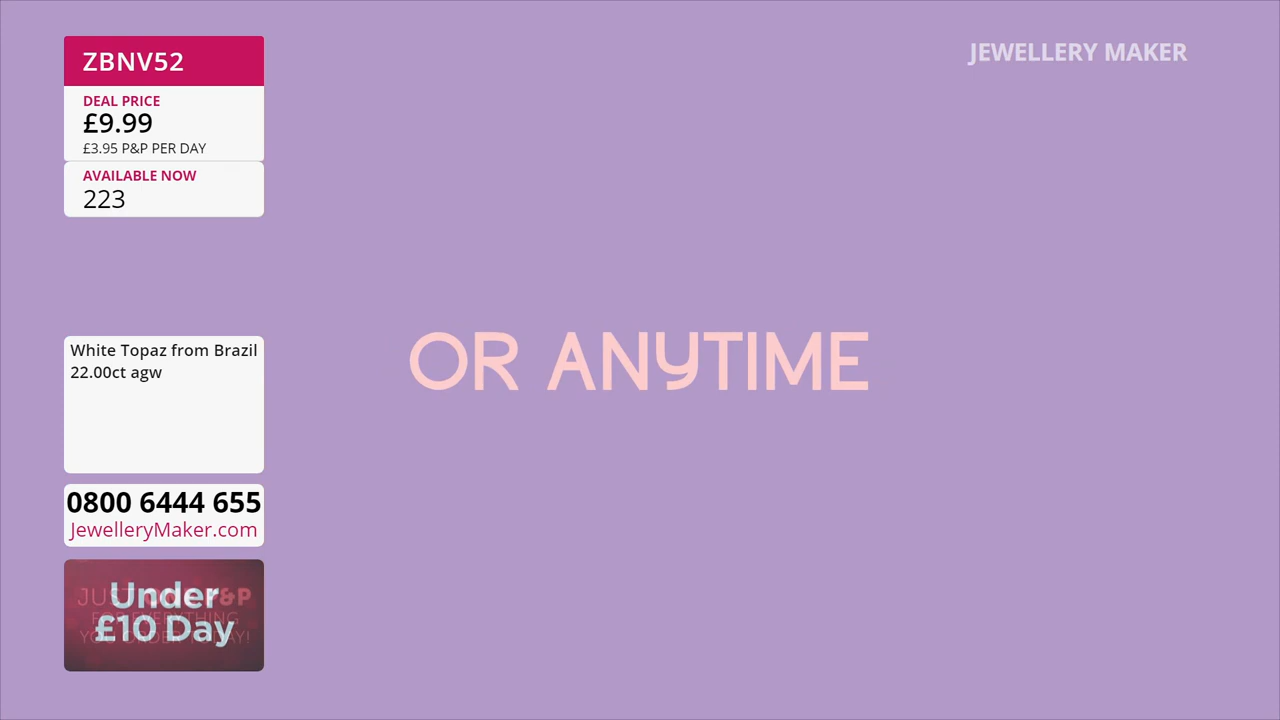 ZBNV52
DEAL PRICE
£9.99
£3.95 P&P PER DAY
AVAILABLE NOW
223
JEWELLERY MAKER
OR ANYTIME
White Topaz from Brazil
22.00ct agw
0800 6444 655
JewelleryMaker.com
Under
£10 Day